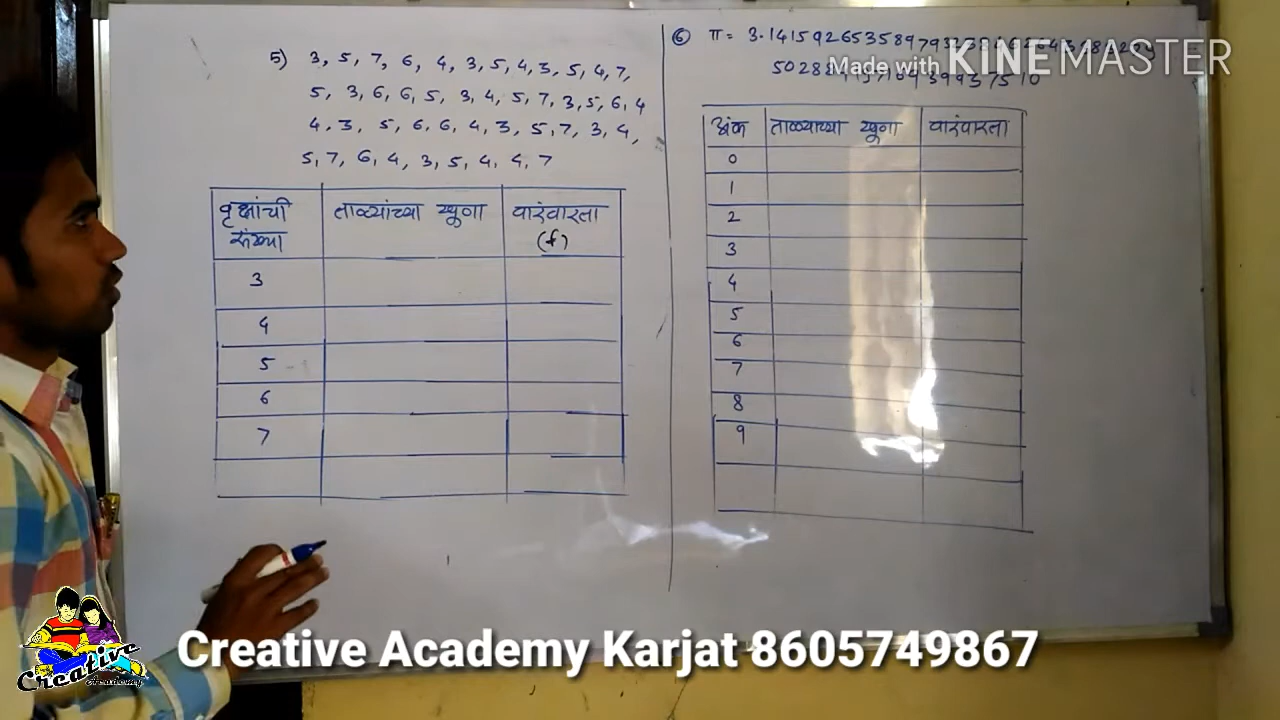 5) 3, 5, 7, 6, 4, 3, 5, 4, 3, 5, 4, 7,
5, 3, 6, 6, 5, 3, 4, 5, 7, 3, 5, 6, 4
4, 3, 5, 6, 6, 4, 3, 5, 7, 3, 4,
5, 7, 6, 4, 3, 5, 4, 4, 7
वृक्षांची संख्या ताळ्यांच्या खूणा वारंवारता (f)
3
4
5
6
7
⑥ π = 3.14159265358979
Made with KINEMASTER
5028
अंक ताळ्याच्या खूणा वारंवारता
0
1
2
3
4
5
6
7
8
9
Creative Academy Karjat 8605749867
Creative
Academy